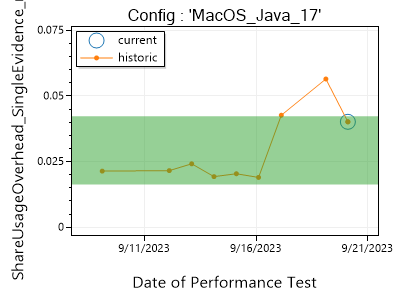 Config : 'MacOS_Java_17'
ShareUsageOverhead_SingleEvidence_
0.075
0.05
0.025
0
current
historic
9/11/2023
9/16/2023
9/21/2023
Date of Performance Test